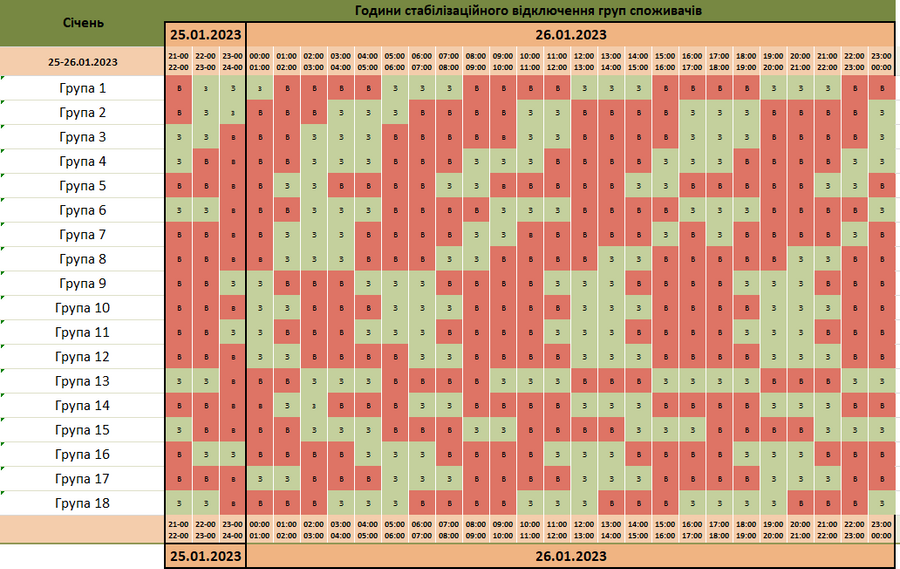 Січень
Години стабілізаційного відключення груп споживачів
25.01.2023 26.01.2023
25-26.01.2023
21-00 22-00 23-00 00:00 01:00 02:00 03:00 04:00 05:00 06:00 07:00 08:00 09:00 10:00 11:00 12:00 13:00 14:00 15:00 16:00 17:00 18:00 19:00 20:00 21:00 22:00 23:00
22-00 23-00 24-00 01:00 02:00 03:00 04:00 05:00 06:00 07:00 08:00 09:00 10:00 11:00 12:00 13:00 14:00 15:00 16:00 17:00 18:00 19:00 20:00 21:00 22:00 23:00 00:00
Група 1 В З З З В В В В З З З В В В В З З З В В В В З З З В В
Група 2 В З З В В В З З З В В В В З З В В В В З З З В В В В З
Група 3 З З В В В З З З В В В В В З З В В В В З З З В В В В З
Група 4 З В В В В З З З В В В З З З В В В В З З З В В В В З З
Група 5 В В В В З З В В В В З З В В В В В З З В В В В В З З В
Група 6 З З В В В З З З В В В В З З З В В В В З З З В В В В З
Група 7 В В В В З З З В В В В З З В В В В В З В З В В В В З В
Група 8 В В В В З З З В В В З З В В В В З З В В В В В З З В В
Група 9 В В З З В В В З З З З В В В З З З В В В В З З З В В В
Група 10 В В В З З В В В З З З В В В В З З З В В В В З З З В В
Група 11 В В З З В В В З З З В В В В З З З В В В В З З З В В В
Група 12 В В В З З В В В В З З В В В В З З В В В В В З З З В В
Група 13 З З В В В З З З В В В В З З З В В В З З З З В В В З З
Група 14 В В В В З З В В В З З В В В В З З З В В В В З З З В В
Група 15 З В В В В З З З В В В З З В В В В З З З В В В В З З З
Група 16 В З З В В В В З З З В В В В З З З В В В В З З З В В В
Група 17 В В В З З В В В З З З В В В В З З З В В В В З З З В В
Група 18 З З В В В В З З З В В В В З З З В В В З З З З В В В З
21-00 22-00 23-00 00:00 01:00 02:00 03:00 04:00 05:00 06:00 07:00 08:00 09:00 10:00 11:00 12:00 13:00 14:00 15:00 16:00 17:00 18:00 19:00 20:00 21:00 22:00 23:00
22-00 23-00 24-00 01:00 02:00 03:00 04:00 05:00 06:00 07:00 08:00 09:00 10:00 11:00 12:00 13:00 14:00 15:00 16:00 17:00 18:00 19:00 20:00 21:00 22:00 23:00 00:00
25.01.2023 26.01.2023